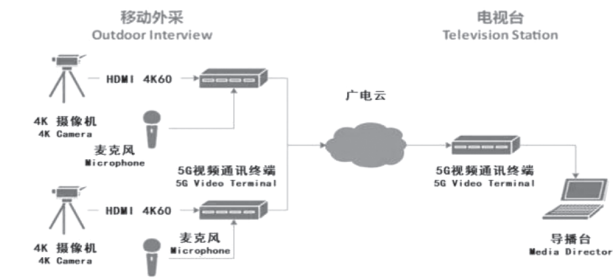 移动外采
Outdoor Interview
电视台
Television Station
HDMI 4K60
4K 摄像机
4K Camera
麦克风
Microphone
5G视频通讯终端
5G Video Terminal
广电云
5G视频通讯终端
5G Video Terminal
HDMI 4K60
4K 摄像机
4K Camera
麦克风
Microphone
导播台
Media Director